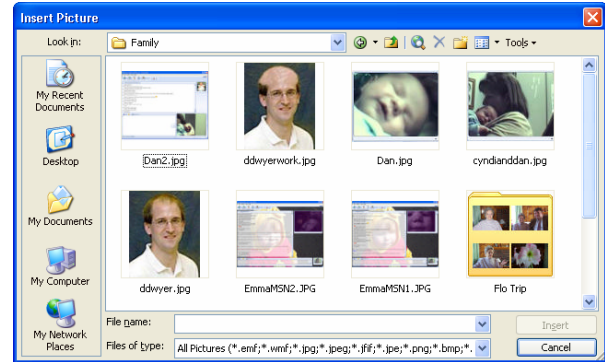 Insert Picture
Look in:
Family
Tools
My Recent
Documents
Desktop
My Documents
My Computer
My Network
Places
Dan2.jpg
ddwyerwork.jpg
Dan.jpg
cyndianddan.jpg
ddwyer.jpg
EmmaMSN2.JPG
EmmaMSN1.JPG
Flo Trip
File name:
Insert
Files of type:
All Pictures (*.emf;*.wmf;*.jpg;*.jpeg;*.jfif;*.jpe;*.png;*.bmp;*.
Cancel